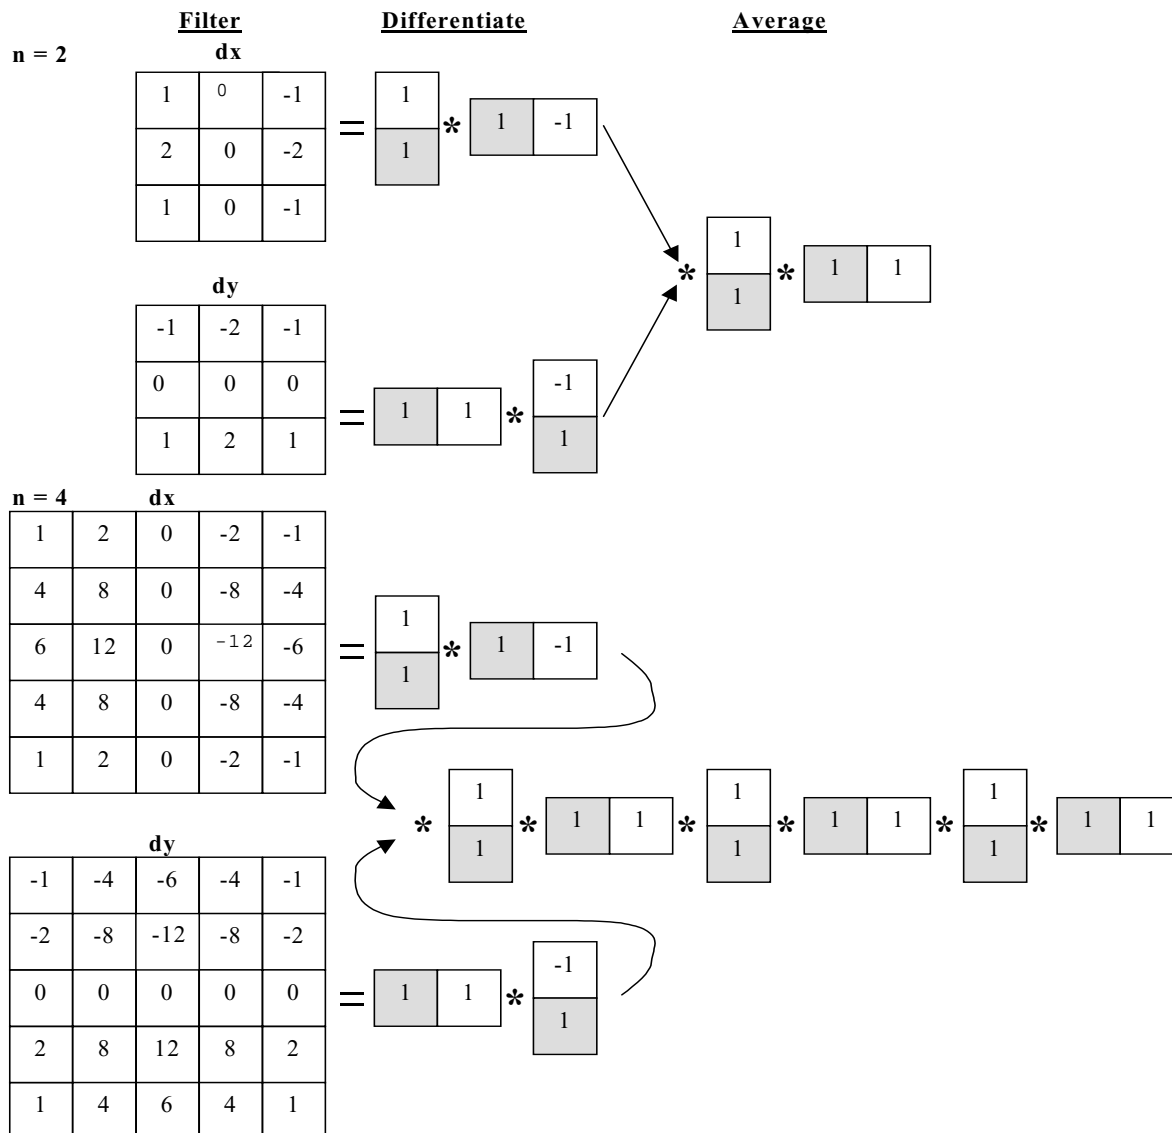 Filter Differentiate Average
n = 2 dx
1 0 -1
2 0 -2
1 0 -1
=
1
1
*
1 -1
dy
-1 -2 -1
0 0 0
1 2 1
=
1 1
*
-1
1
*
1
1
*
1 1
n = 4 dx
1 2 0 -2 -1
4 8 0 -8 -4
6 12 0 -12 -6
4 8 0 -8 -4
1 2 0 -2 -1
=
1
1
*
1 -1
*
1
1
*
1 1
*
1
1
*
1 1
*
1
1
*
1 1
dy
-1 -4 -6 -4 -1
-2 -8 -12 -8 -2
0 0 0 0 0
2 8 12 8 2
1 4 6 4 1
=
1 1
*
-1
1